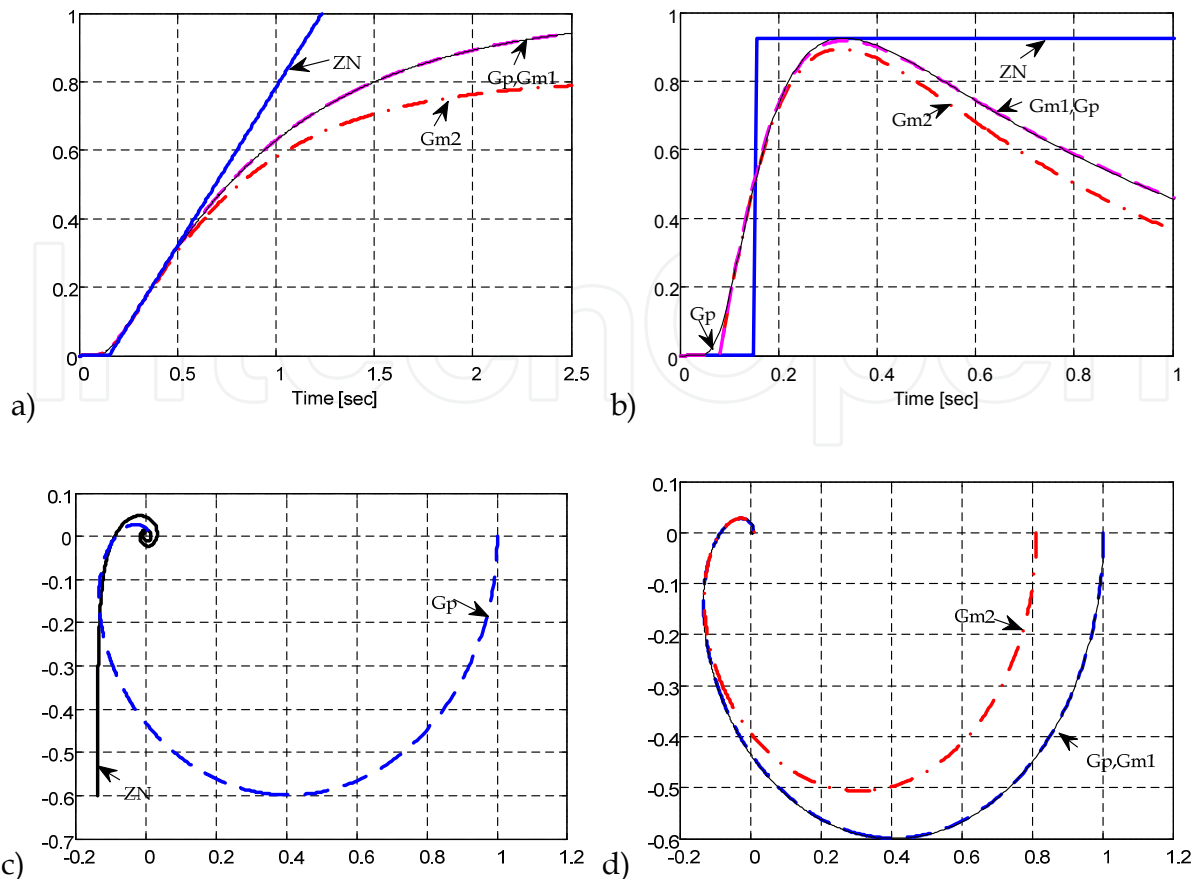 1
0.8
0.6
0.4
0.2
0
0 0.5 1 1.5 2 2.5
Time [sec]
ZN
Gp,Gm1
Gm2
a)
1
0.8
0.6
0.4
0.2
0
0 0.2 0.4 0.6 0.8 1
Time [sec]
ZN
Gm1,Gp
Gm2
Gp
b)
InTechOpen
0.1
0
-0.1
-0.2
-0.3
-0.4
-0.5
-0.6
-0.7
-0.2 0 0.2 0.4 0.6 0.8 1 1.2
Gp
ZN
c)
0.1
0
-0.1
-0.2
-0.3
-0.4
-0.5
-0.6
-0.2 0 0.2 0.4 0.6 0.8 1 1.2
Gm2
Gp,Gm1
d)